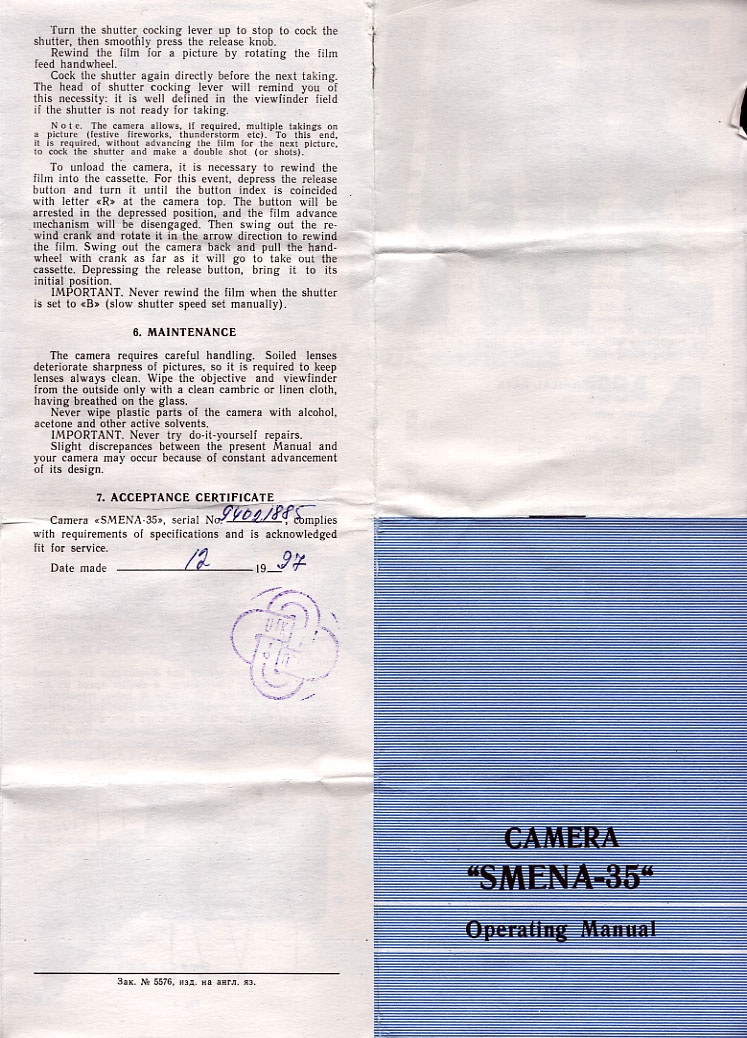 Turn the shutter cocking lever up to stop to cock the
shutter, then smoothly press the release knob.
Rewind the film for a picture by rotating the film
feed handwheel.
Cock the shutter again directly before the next taking.
The head of shutter cocking lever will remind you of
this necessity: it is well defined in the viewfinder field
if the shutter is not ready for taking.
Note. The camera allows, if required, multiple takings on
a picture (festive fireworks, thunderstorm etc). To this end,
it is required, without advancing the film for the next picture,
to cock the shutter and make a double shot (or shots).
To unload the camera, it is necessary to rewind the
film into the cassette. For this event, depress the release
button and turn it until the button index is coincided
with letter «R» at the camera top. The button will be
arrested in the depressed position, and the film advance
mechanism will be disengaged. Then swing out the re-
wind crank and rotate it in the arrow direction to rewind
the film. Swing out the camera back and pull the hand-
wheel with crank as far as it will go to take out the
cassette. Depressing the release button, bring it to its
initial position.
IMPORTANT. Never rewind the film when the shutter
is set to «B» (slow shutter speed set manually).
6. MAINTENANCE
The camera requires careful handling. Soiled lenses
deteriorate sharpness of pictures, so it is required to keep
lenses always clean. Wipe the objective and viewfinder
from the outside only with a clean cambric or linen cloth,
having breathed on the glass.
Never wipe plastic parts of the camera with alcohol,
acetone and other active solvents.
IMPORTANT. Never try do-it-yourself repairs.
Slight discrepances between the present Manual and
your camera may occur because of constant advancement
of its design.
7. ACCEPTANCE CERTIFICATE
Camera «SMENA-35», serial No 94021885, complies
with requirements of specifications and is acknowledged
fit for service.
Date made 12 19 92
Зак. № 5576, изд. на англ. яз.
CAMERA
“SMENA-35“
Operating Manual